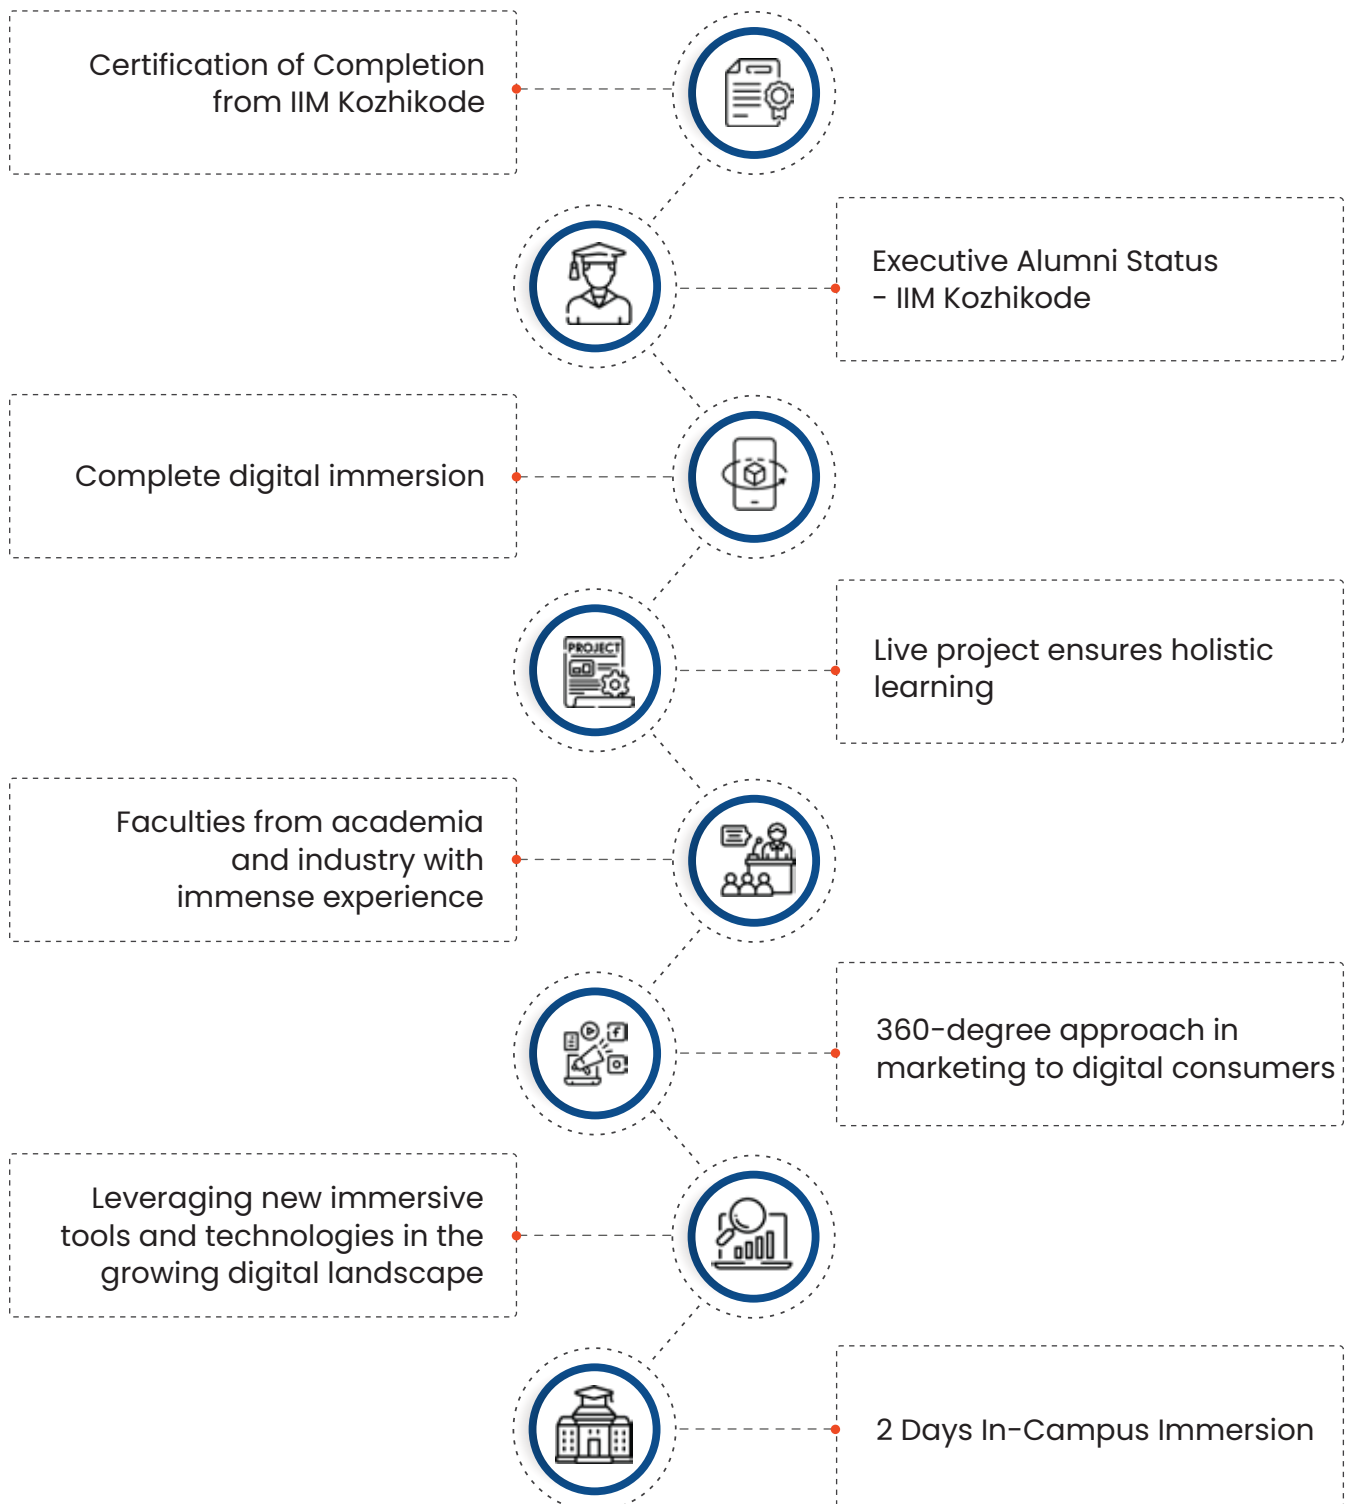 Certification of Completion
from IIM Kozhikode
Executive Alumni Status
- IIM Kozhikode
Complete digital immersion
PROJECT
Live project ensures holistic
learning
Faculties from academia
and industry with
immense experience
360-degree approach in
marketing to digital consumers
Leveraging new immersive
tools and technologies in the
growing digital landscape
2 Days In-Campus Immersion